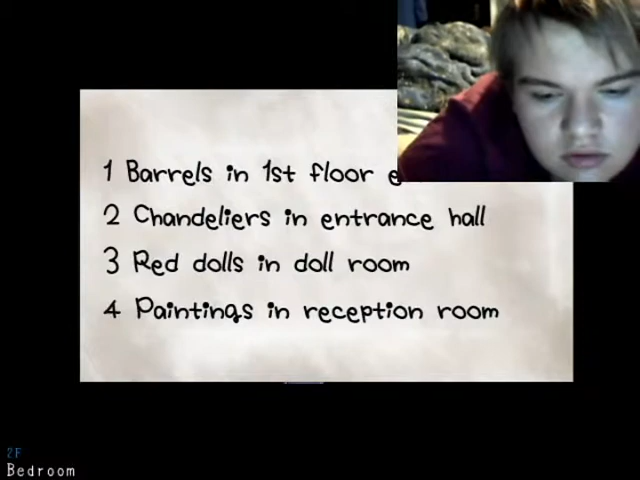 1 Barrels in 1st floor
2 Chandeliers in entrance hall
3 Red dolls in doll room
4 Paintings in reception room
2F
Bedroom